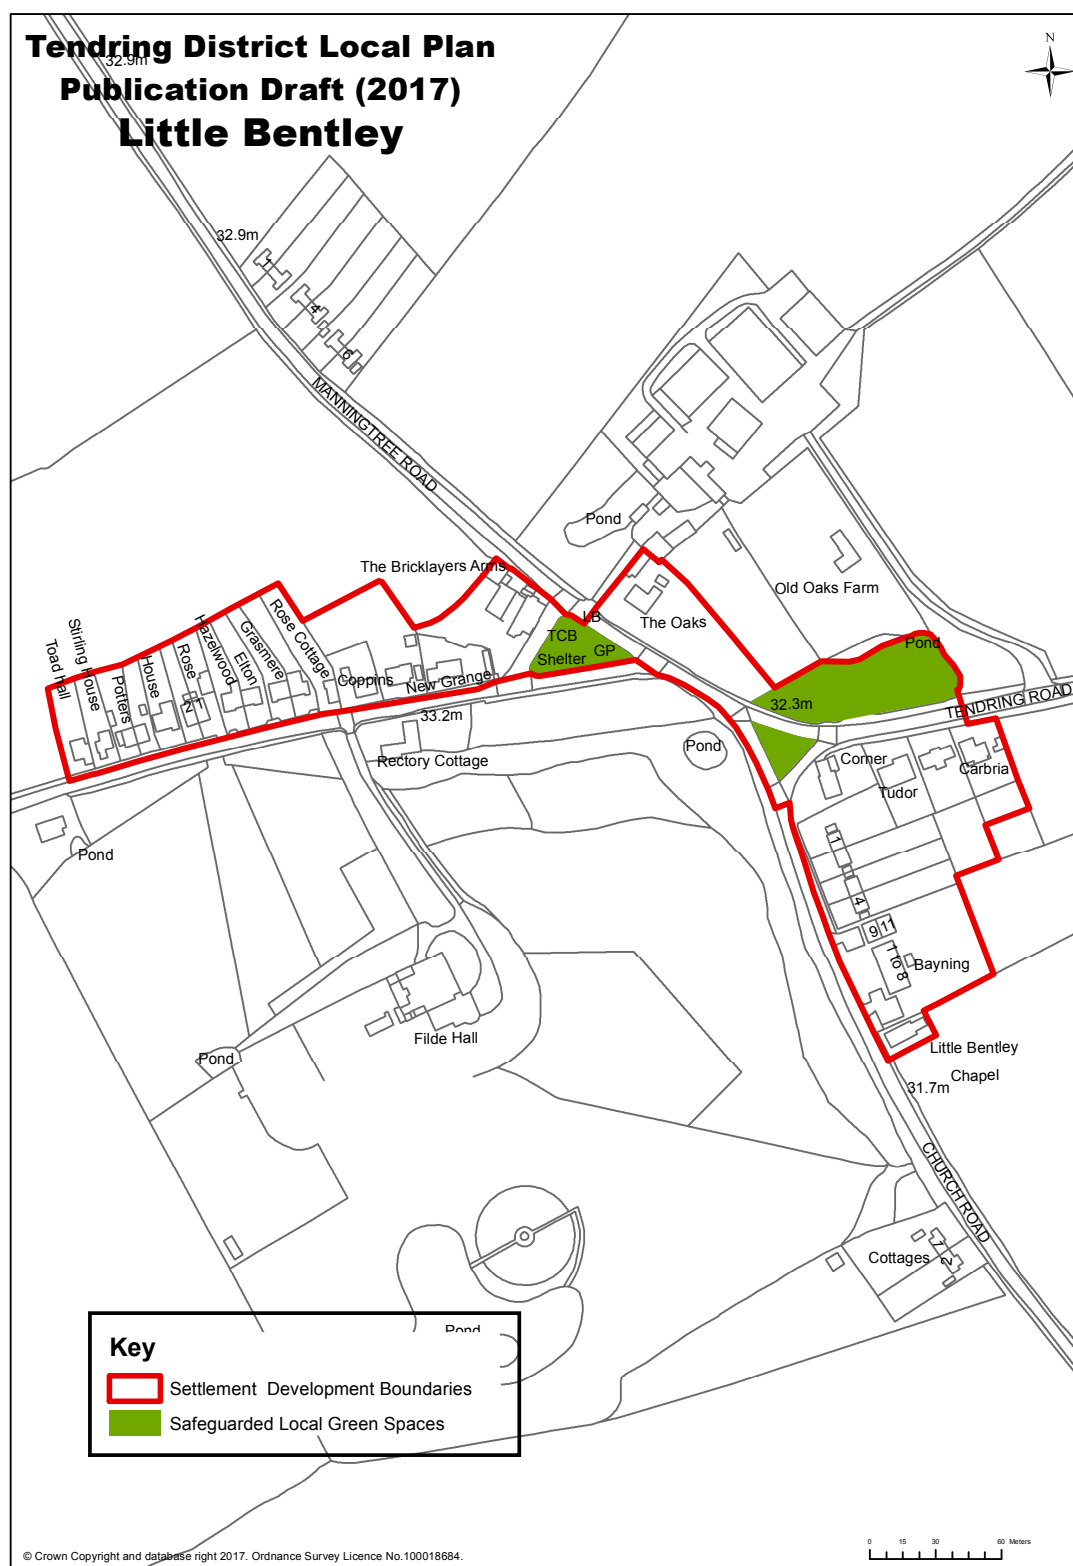 Tendring District Local Plan
Publication Draft (2017)
Little Bentley
N
32.9m
32.9m
1
4
6
MANNINGTREE ROAD
Pond
The Bricklayers Arms
LB
TCB
GP
Shelter
The Oaks
Old Oaks Farm
Pond
32.3m
TENDRING ROAD
Toad hall
Stirling House
Potters
House
Rose
2 1
Hazelwood
Elton
Grasmere
Rose Cottage
Coppins
New Grange
33.2m
Rectory Cottage
Pond
Corner
Tudor
Carbria
Pond
1
4
9
11
1 to 8
Bayning
Filde Hall
Pond
Little Bentley
Chapel
31.7m
CHURCH ROAD
Cottages
1
2
Pond
Key
Settlement Development Boundaries
Safeguarded Local Green Spaces
0 15 30 60 Meters
© Crown Copyright and database right 2017. Ordnance Survey Licence No.100018684.